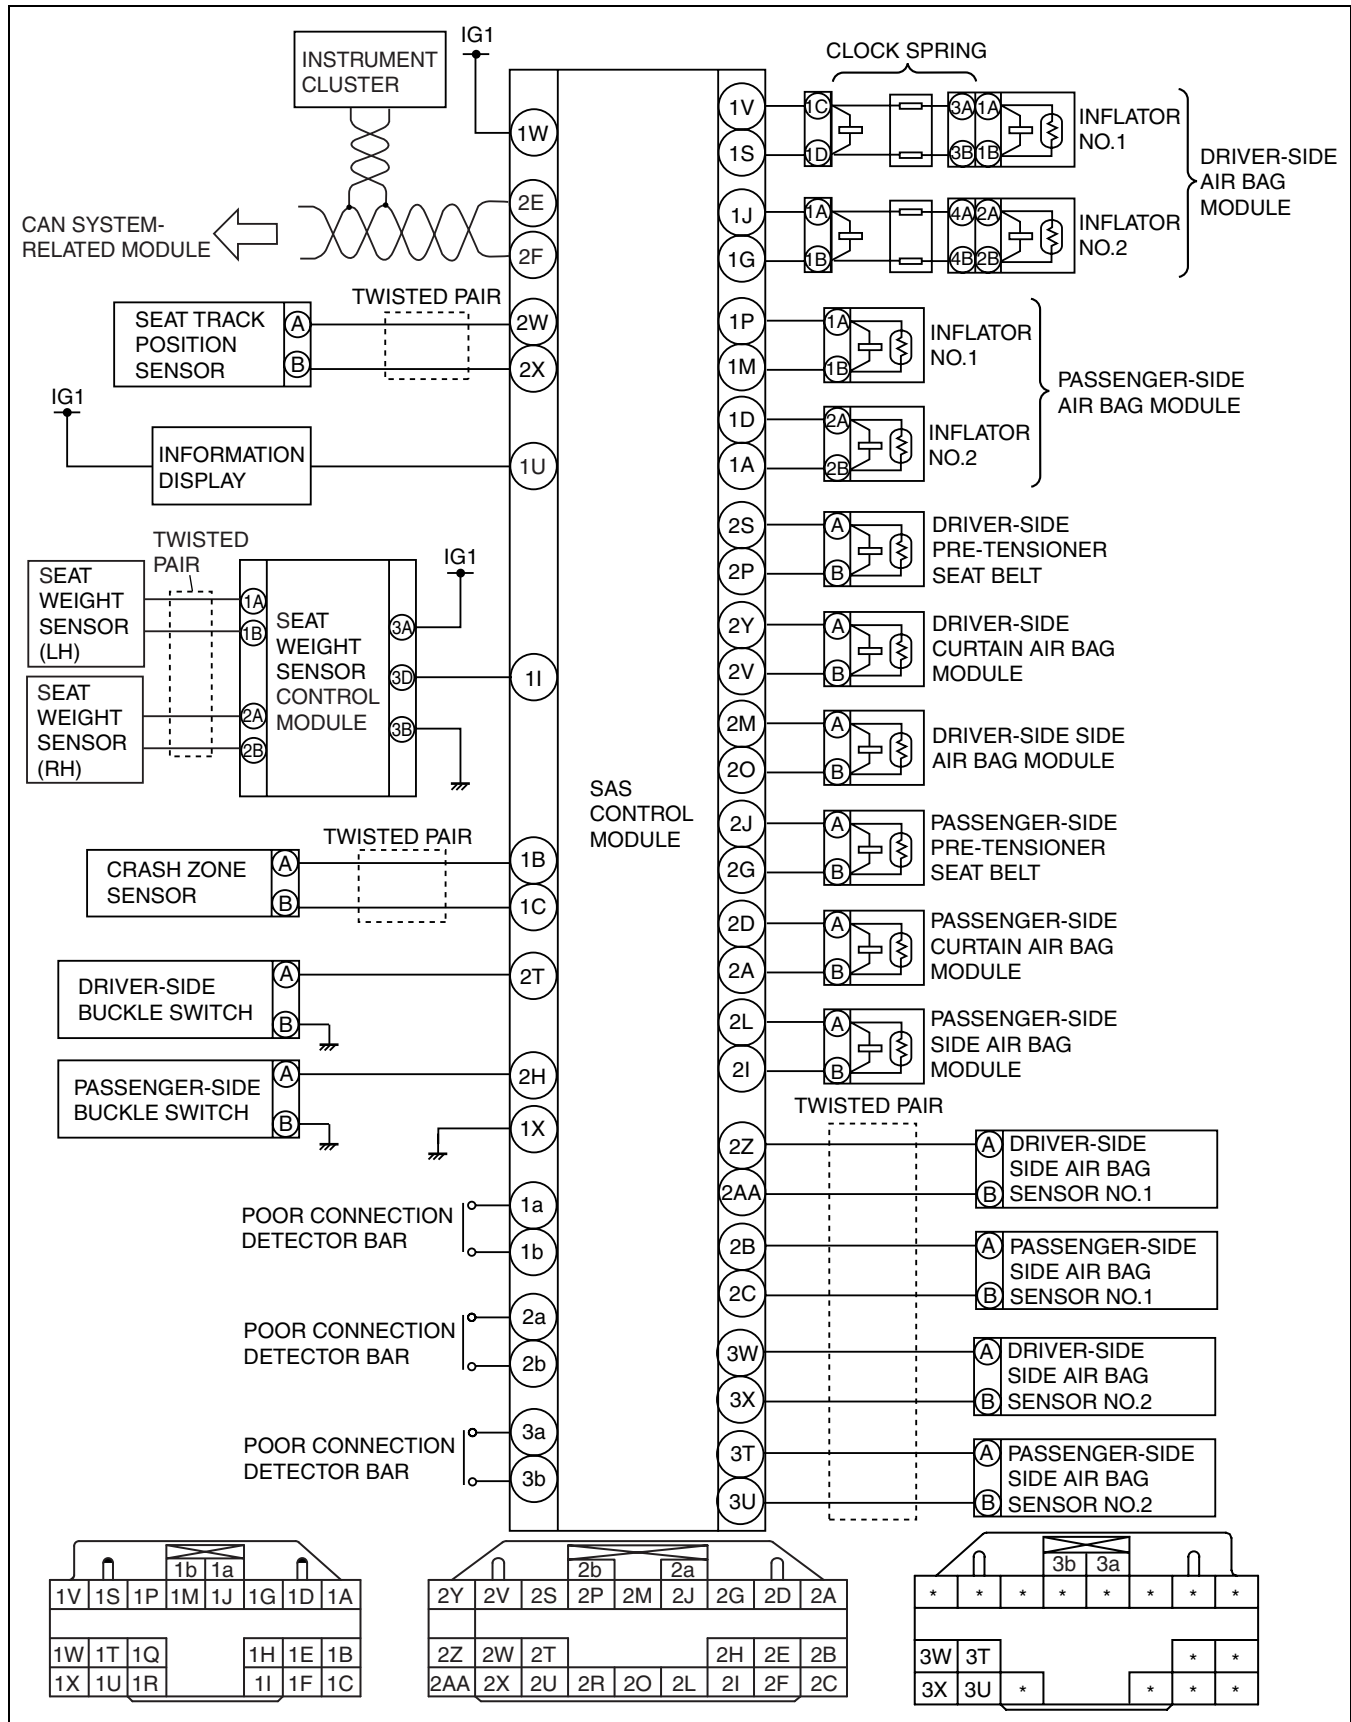 INSTRUMENT
CLUSTER
IG1
1W
2E
2F
CAN SYSTEM-
RELATED MODULE
TWISTED PAIR
SEAT TRACK
POSITION
SENSOR
A
B
2W
2X
IG1
INFORMATION
DISPLAY
1U
TWISTED
PAIR
SEAT
WEIGHT
SENSOR
(LH)
SEAT
WEIGHT
SENSOR
(RH)
1A
1B
2A
2B
SEAT
WEIGHT
SENSOR
CONTROL
MODULE
3A
3D
3B
IG1
1I
TWISTED PAIR
CRASH ZONE
SENSOR
A
B
1B
1C
DRIVER-SIDE
BUCKLE SWITCH
A
B
2T
PASSENGER-SIDE
BUCKLE SWITCH
A
B
2H
1X
POOR CONNECTION
DETECTOR BAR
1a
1b
POOR CONNECTION
DETECTOR BAR
2a
2b
POOR CONNECTION
DETECTOR BAR
3a
3b
SAS
CONTROL
MODULE
CLOCK SPRING
1V
1S
1C
1D
3A 1A
3B 1B
INFLATOR
NO.1
1J
1G
1A
1B
4A 2A
4B 2B
INFLATOR
NO.2
DRIVER-SIDE
AIR BAG
MODULE
1P
1M
1A
1B
INFLATOR
NO.1
1D
1A
2A
2B
INFLATOR
NO.2
PASSENGER-SIDE
AIR BAG MODULE
2S
2P
A
B
DRIVER-SIDE
PRE-TENSIONER
SEAT BELT
2Y
2V
A
B
DRIVER-SIDE
CURTAIN AIR BAG
MODULE
2M
2O
A
B
DRIVER-SIDE SIDE
AIR BAG MODULE
2J
2G
A
B
PASSENGER-SIDE
PRE-TENSIONER
SEAT BELT
2D
2A
A
B
PASSENGER-SIDE
CURTAIN AIR BAG
MODULE
2L
2I
A
B
PASSENGER-SIDE
SIDE AIR BAG
MODULE
TWISTED PAIR
2Z
2AA
A
B
DRIVER-SIDE
SIDE AIR BAG
SENSOR NO.1
2B
2C
A
B
PASSENGER-SIDE
SIDE AIR BAG
SENSOR NO.1
3W
3X
A
B
DRIVER-SIDE
SIDE AIR BAG
SENSOR NO.2
3T
3U
A
B
PASSENGER-SIDE
SIDE AIR BAG
SENSOR NO.2
1b 1a
1V 1S 1P 1M 1J 1G 1D 1A
1W 1T 1Q 1H 1E 1B
1X 1U 1R 1I 1F 1C
2b 2a
2Y 2V 2S 2P 2M 2J 2G 2D 2A
2Z 2W 2T 2H 2E 2B
2AA 2X 2U 2R 2O 2L 2I 2F 2C
3b 3a
* * * * * * * *
3W 3T * *
3X 3U * * * *